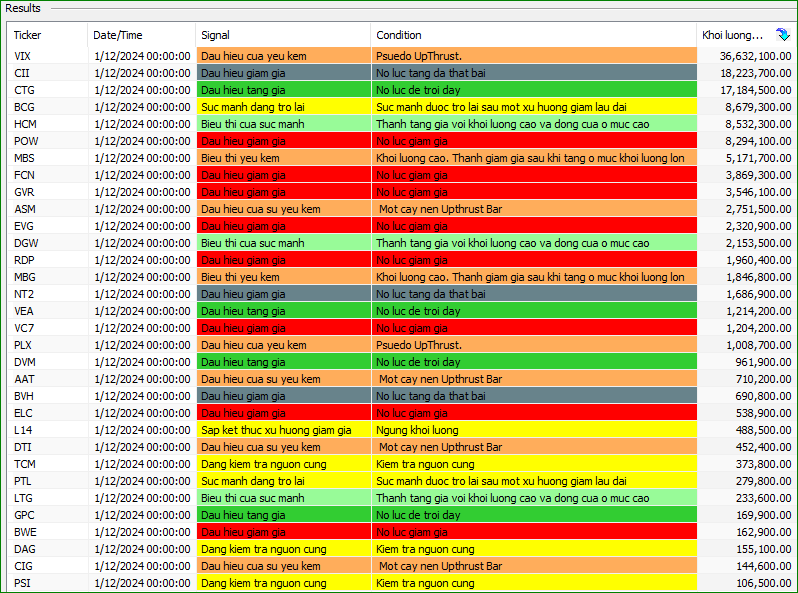 Results
Ticker Date/Time Signal Condition Khoi luong...
VIX 1/12/2024 00:00:00 Dau hieu cua yeu kem Psuedo UpThrust. 36,632,100.00
CII 1/12/2024 00:00:00 Dau hieu giam gia No luc tang da that bai 18,223,700.00
CTG 1/12/2024 00:00:00 Dau hieu tang gia No luc de troi day 17,184,500.00
BCG 1/12/2024 00:00:00 Suc manh dang tro lai Suc manh duoc tro lai sau mot xu huong giam lau dai 8,679,300.00
HCM 1/12/2024 00:00:00 Bieu thi cua suc manh Thanh tang gia voi khoi luong cao va dong cua o muc cao 8,532,300.00
POW 1/12/2024 00:00:00 Dau hieu giam gia No luc giam gia 8,294,100.00
MBS 1/12/2024 00:00:00 Bieu thi yeu kem Khoi luong cao. Thanh giam gia sau khi tang o muc khoi luong lon 5,171,700.00
FCN 1/12/2024 00:00:00 Dau hieu giam gia No luc giam gia 3,869,300.00
GVR 1/12/2024 00:00:00 Dau hieu giam gia No luc giam gia 3,546,100.00
ASM 1/12/2024 00:00:00 Dau hieu cua su yeu kem Mot cay nen Upthrust Bar 2,751,500.00
EVG 1/12/2024 00:00:00 Dau hieu giam gia No luc giam gia 2,320,900.00
DGW 1/12/2024 00:00:00 Bieu thi cua suc manh Thanh tang gia voi khoi luong cao va dong cua o muc cao 2,153,500.00
RDP 1/12/2024 00:00:00 Dau hieu giam gia No luc giam gia 1,960,400.00
MBG 1/12/2024 00:00:00 Bieu thi yeu kem Khoi luong cao. Thanh giam gia sau khi tang o muc khoi luong lon 1,846,800.00
NT2 1/12/2024 00:00:00 Dau hieu giam gia No luc tang da that bai 1,686,900.00
VEA 1/12/2024 00:00:00 Dau hieu tang gia No luc de troi day 1,214,200.00
VC7 1/12/2024 00:00:00 Dau hieu giam gia No luc giam gia 1,204,200.00
PLX 1/12/2024 00:00:00 Dau hieu cua yeu kem Psuedo UpThrust. 1,008,700.00
DVM 1/12/2024 00:00:00 Dau hieu tang gia No luc de troi day 961,900.00
AAT 1/12/2024 00:00:00 Dau hieu cua su yeu kem Mot cay nen Upthrust Bar 710,200.00
BVH 1/12/2024 00:00:00 Dau hieu giam gia No luc tang da that bai 690,800.00
ELC 1/12/2024 00:00:00 Dau hieu giam gia No luc giam gia 538,900.00
L14 1/12/2024 00:00:00 Sap ket thuc xu huong giam gia Ngung khoi luong 488,500.00
DTI 1/12/2024 00:00:00 Dau hieu cua su yeu kem Mot cay nen Upthrust Bar 452,400.00
TCM 1/12/2024 00:00:00 Dang kiem tra nguon cung Kiem tra nguon cung 373,800.00
PTL 1/12/2024 00:00:00 Suc manh dang tro lai Suc manh duoc tro lai sau mot xu huong giam lau dai 279,800.00
LTG 1/12/2024 00:00:00 Bieu thi cua suc manh Thanh tang gia voi khoi luong cao va dong cua o muc cao 233,600.00
GPC 1/12/2024 00:00:00 Dau hieu tang gia No luc de troi day 169,900.00
BWE 1/12/2024 00:00:00 Dau hieu giam gia No luc giam gia 162,900.00
DAG 1/12/2024 00:00:00 Dang kiem tra nguon cung Kiem tra nguon cung 155,100.00
CIG 1/12/2024 00:00:00 Dau hieu cua su yeu kem Mot cay nen Upthrust Bar 144,600.00
PSI 1/12/2024 00:00:00 Dang kiem tra nguon cung Kiem tra nguon cung 106,500.00